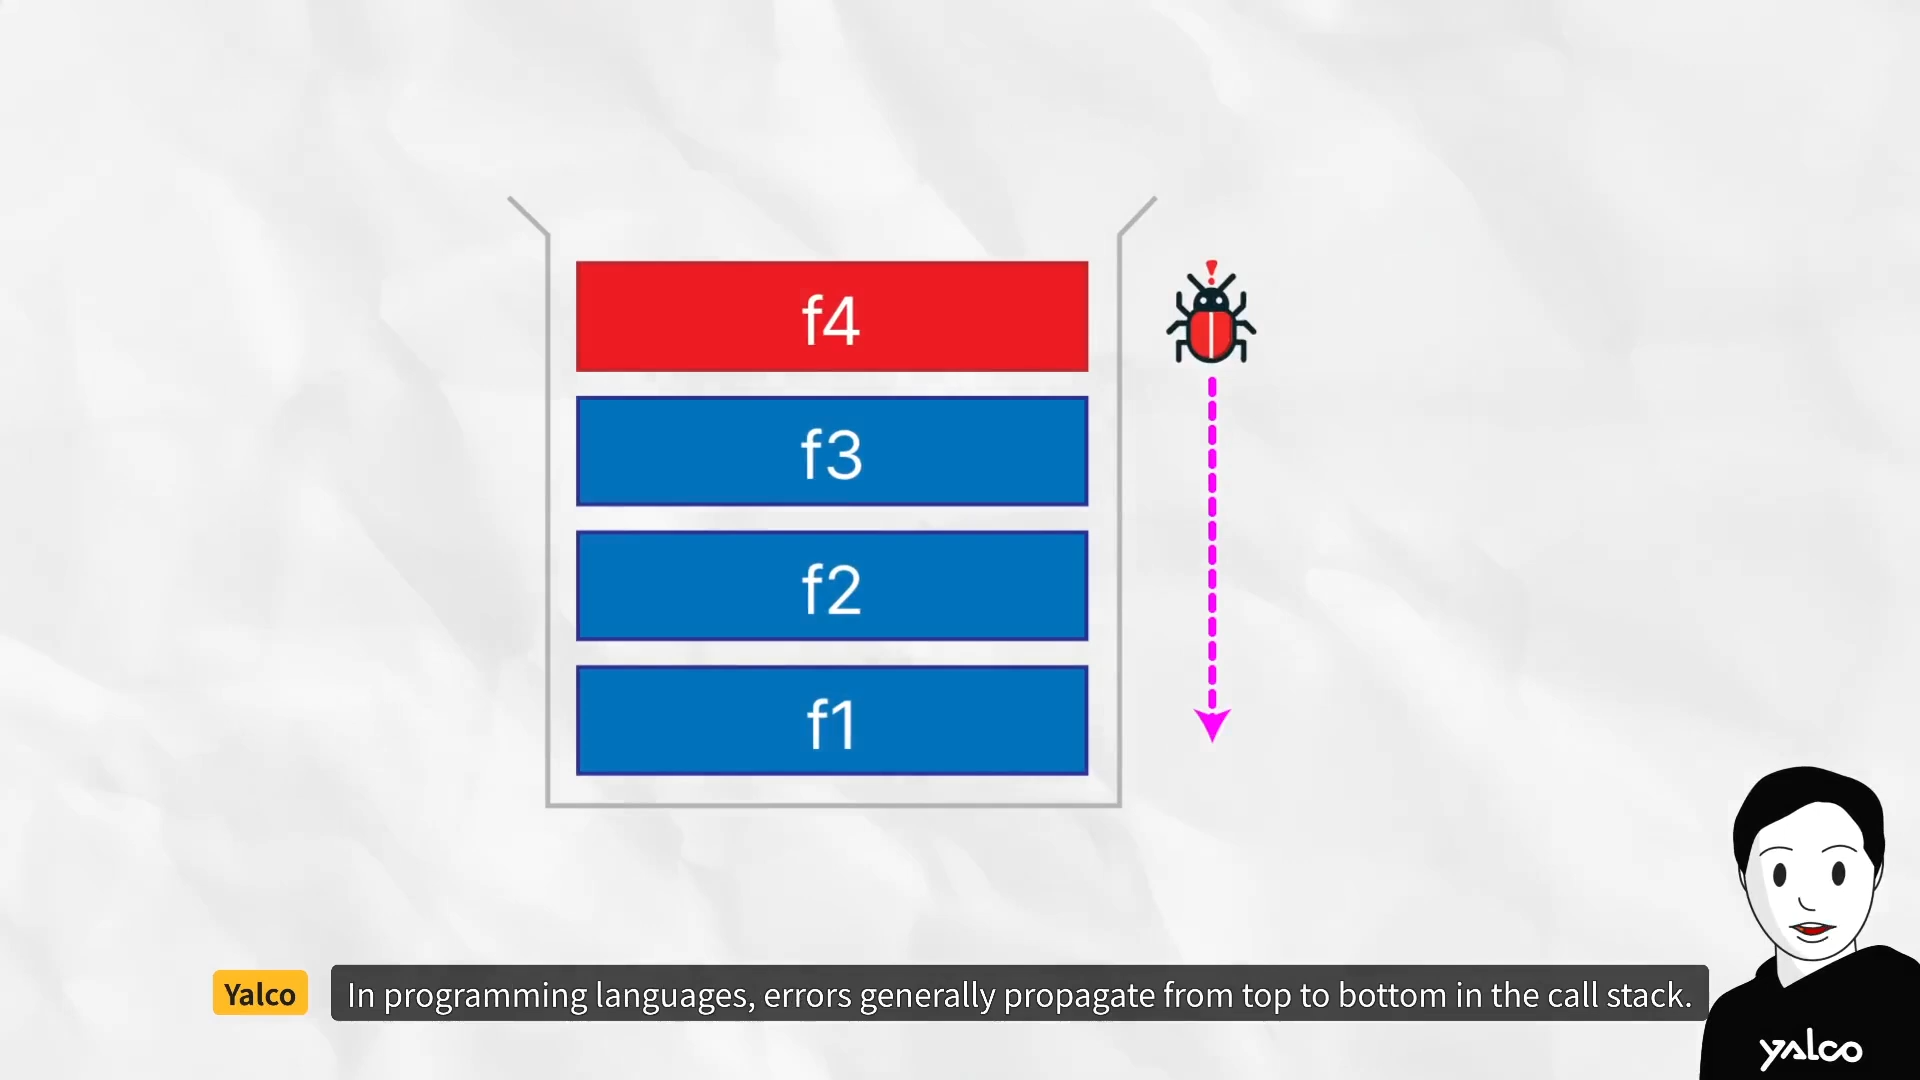 f4
f3
f2
f1
Yalco
In programming languages, errors generally propagate from top to bottom in the call stack.
yalco